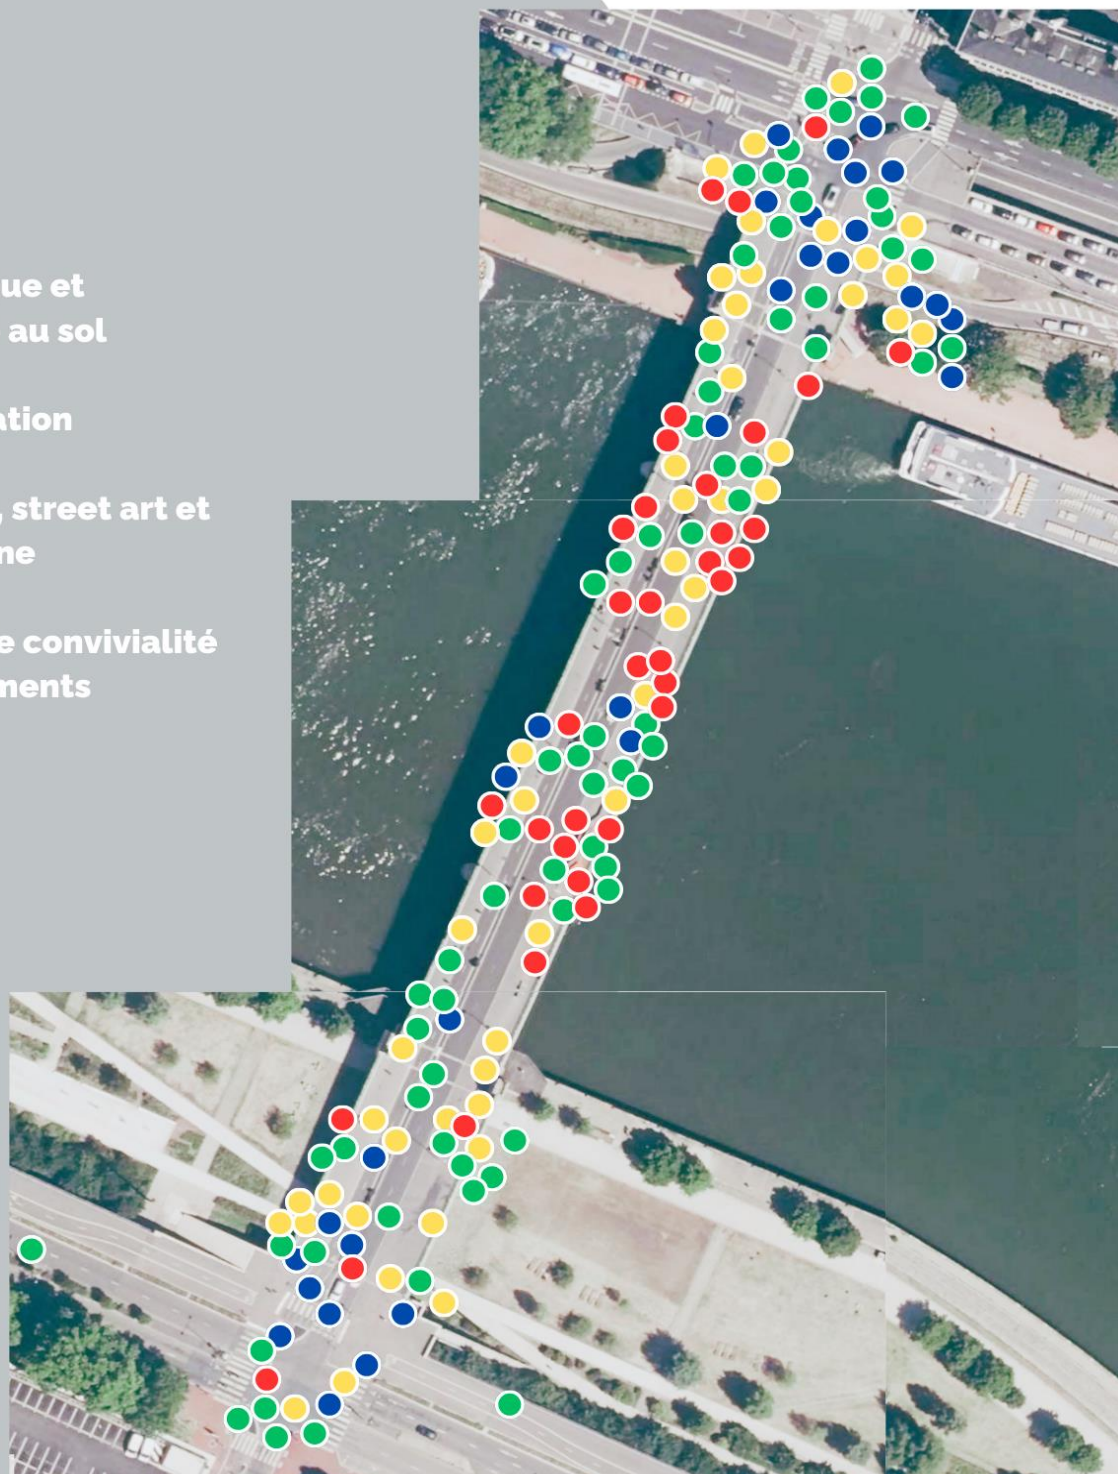 ue et
au sol
ation
, street art et
ne
e convivialité
ments